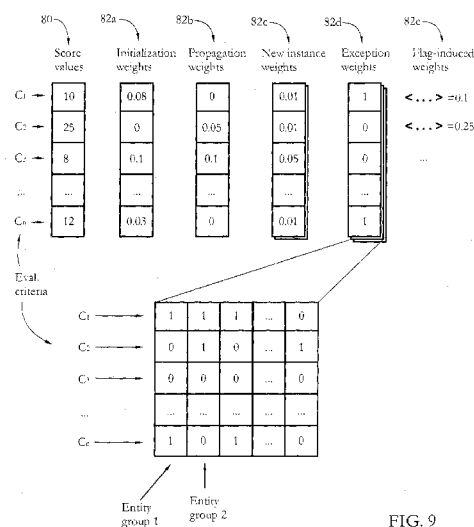 80 82a 82b 82c 82d 82e
Score values Initialization weights Propagation weights New instance weights Exception weights Flag-induced weights
C1 10 0.08 0 0.01 1 <...> =0.1
C2 25 0 0.05 0.01 0 <...> =0.25
C3 8 0.1 0.1 0.05 0 ...
... ... ... ... ... ...
Cn 12 0.03 0 0.01 1
Eval. criteria
C1 1 1 1 ... 0
C2 0 1 0 ... 1
C3 0 0 0 ... 0
... ... ... ... ... ...
1 0 1 ... 0
Entity group 1 Entity group 2
FIG. 9